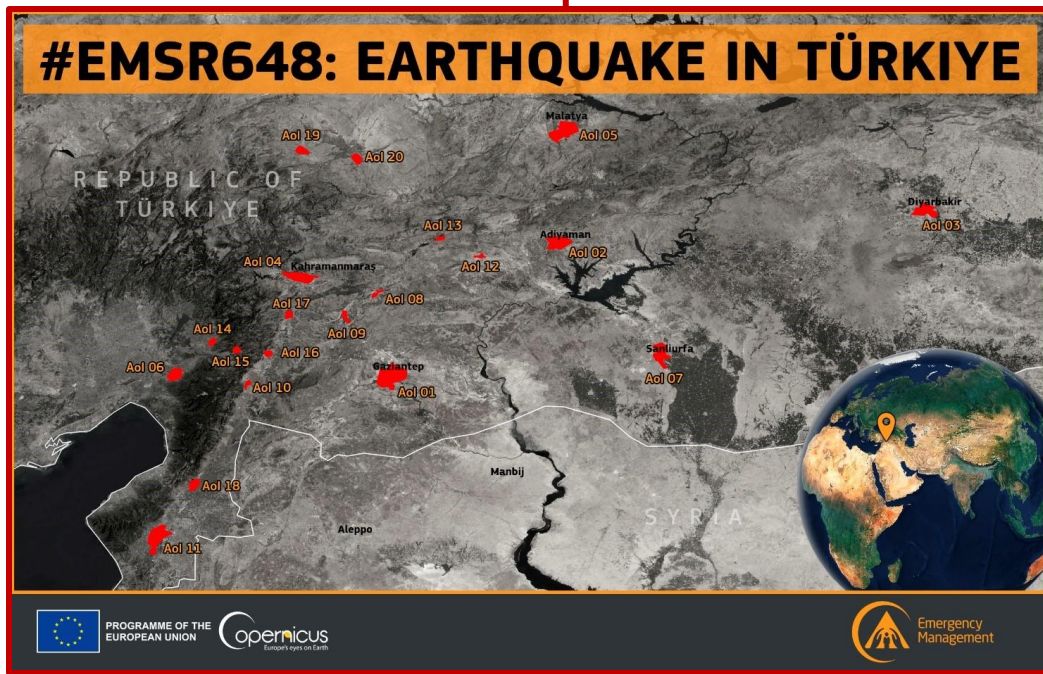 #EMSR648: EARTHQUAKE IN TÜRKIYE
Malatya
AoI 05
AoI 19
AoI 20
REPUBLIC OF
TÜRKIYE
Diyarbakir
AoI 03
AoI 13
Adiyaman
AoI 02
AoI 12
AoI 04
Kahramanmaraş
AoI 08
AoI 17
AoI 09
AoI 14
AoI 15
AoI 16
AoI 06
AoI 10
Gaziantep
AoI 01
Sanliurfa
AoI 07
Manbij
AoI 18
SYRIA
Aleppo
AoI 11
PROGRAMME OF THE
EUROPEAN UNION
Copernicus
Europe's eyes on Earth
Emergency
Management